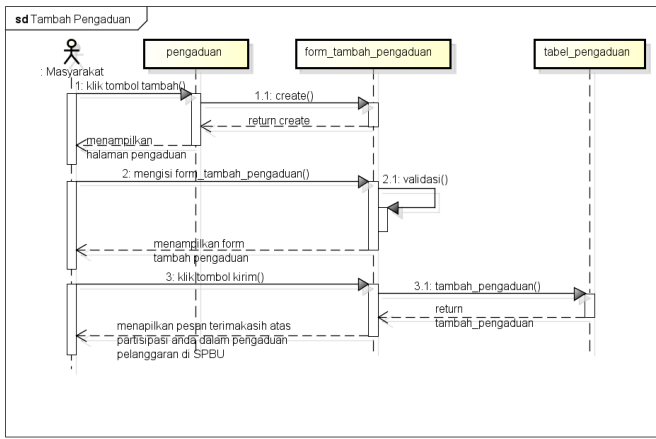 sd Tambah Pengaduan
pengaduan
form_tambah_pengaduan
tabel_pengaduan
: Masyarakat
1: klik tombol tambah()
1.1: create()
return create
menampilkan
halaman pengaduan
2: mengisi form_tambah_pengaduan()
2.1: validasi()
menampilkan form
tambah pengaduan
3: klik tombol kirim()
3.1: tambah_pengaduan()
return
tambah_pengaduan
menapilkan pesan terimakasih atas
partisipasi anda dalam pengaduan
pelanggaran di SPBU